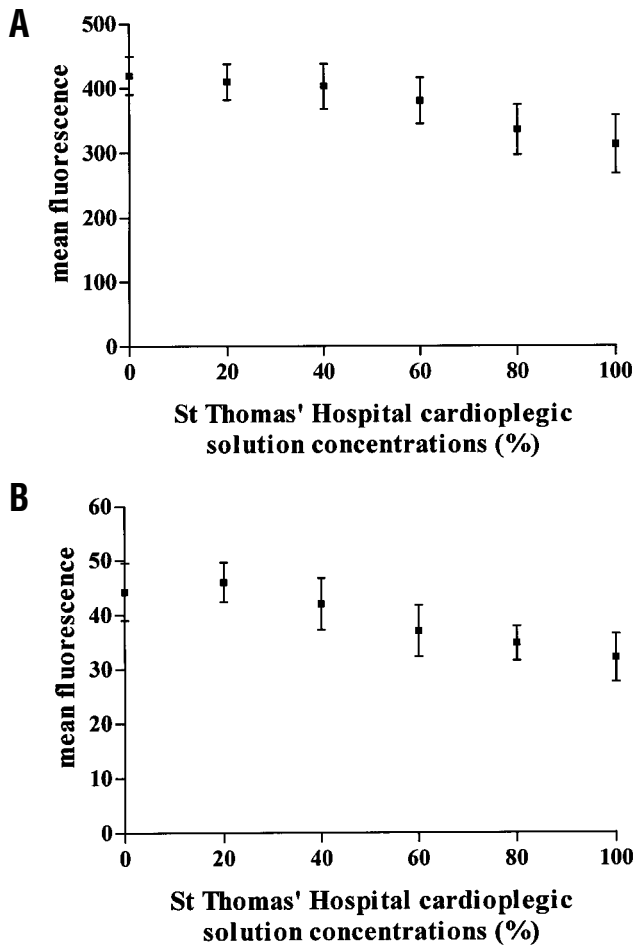 A
500
400
300
200
100
0
mean fluorescence
0 20 40 60 80 100
St Thomas' Hospital cardioplegic
solution concentrations (%)
B
60
50
40
30
20
10
0
mean fluorescence
0 20 40 60 80 100
St Thomas' Hospital cardioplegic
solution concentrations (%)